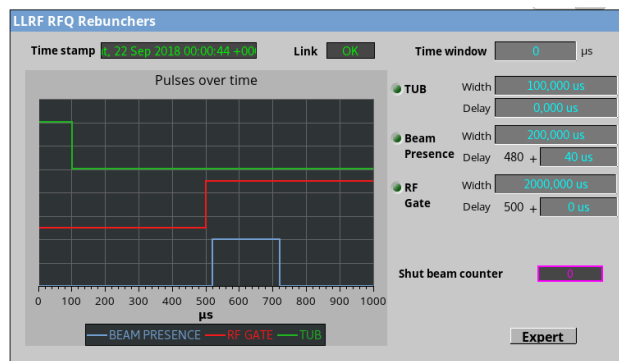 LLRF RFQ Rebunchers
Time stamp t, 22 Sep 2018 00:00:44 +00 Link OK Time window 0 µs
Pulses over time
TUB Width 100,000 us
Delay 0,000 us
Beam Presence Width 200,000 us
Delay 480 + 40 us
RF Gate Width 2000,000 us
Delay 500 + 0 us
0 100 200 300 400 500 600 700 800 900 1000
µs
BEAM PRESENCE RF GATE TUB
Shut beam counter 0
Expert